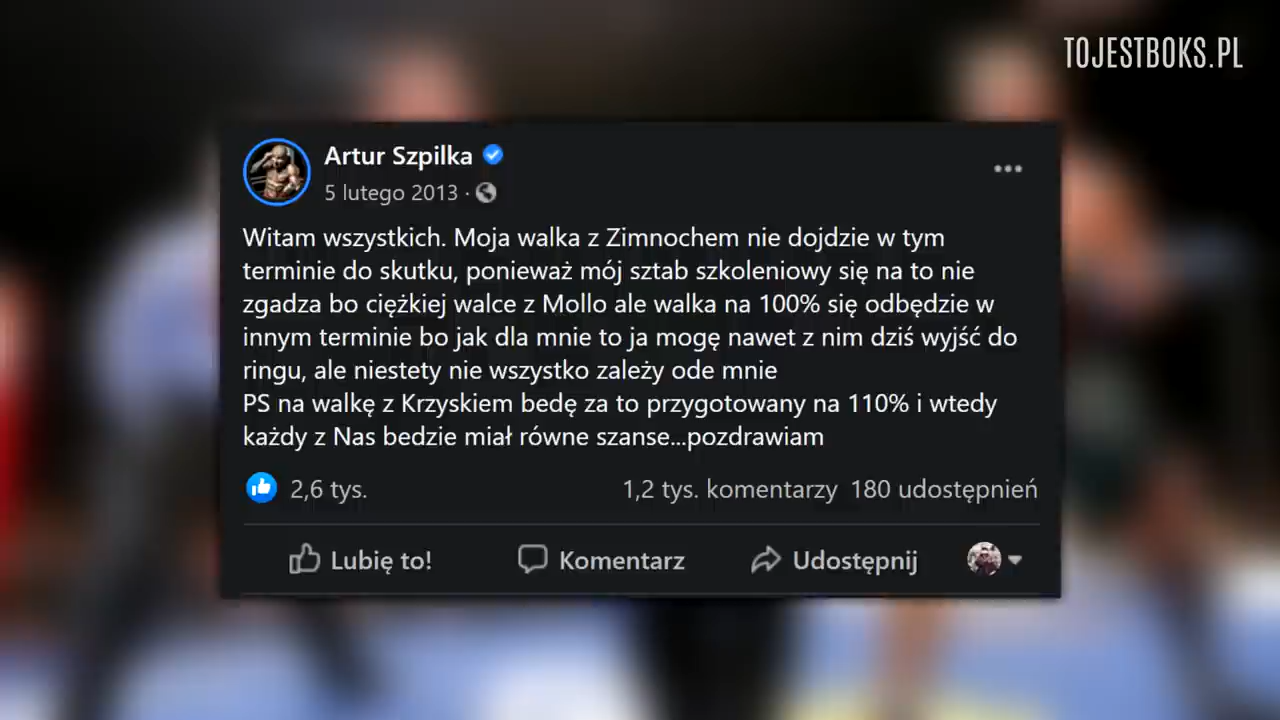 TOJESTBOKS.PL
Artur Szpilka
5 lutego 2013 ·
Witam wszystkich. Moja walka z Zimnochem nie dojdzie w tym
terminie do skutku, ponieważ mój sztab szkoleniowy się na to nie
zgadza bo ciężkiej walce z Mollo ale walka na 100% się odbędzie w
innym terminie bo jak dla mnie to ja mogę nawet z nim dziś wyjść do
ringu, ale niestety nie wszystko zależy ode mnie
PS na walkę z Krzyskiem bedę za to przygotowany na 110% i wtedy
każdy z Nas bedzie miał równe szanse...pozdrawiam
2,6 tys. 1,2 tys. komentarzy 180 udostępnień
Lubię to! Komentarz Udostępnij